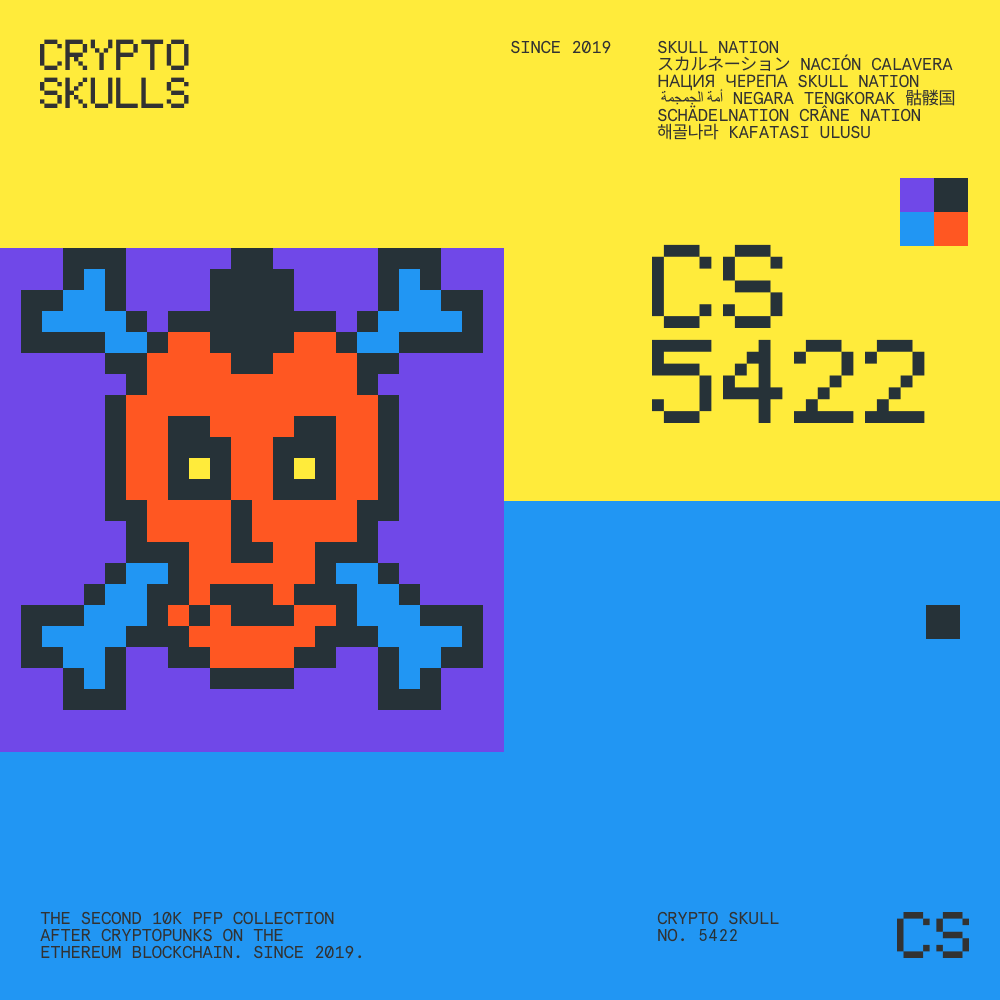 CRYPTO
SKULLS
SINCE 2019
SKULL NATION
スカルネーション NACIÓN CALAVERA
НАЦИЯ ЧЕРЕПА SKULL NATION
أمة الجمجمة NEGARA TENGKORAK 骷髅国
SCHÄDELNATION CRÂNE NATION
해골나라 KAFATASI ULUSU
CS
5422
THE SECOND 10K PFP COLLECTION
AFTER CRYPTOPUNKS ON THE
ETHEREUM BLOCKCHAIN. SINCE 2019.
CRYPTO SKULL
NO. 5422
CS